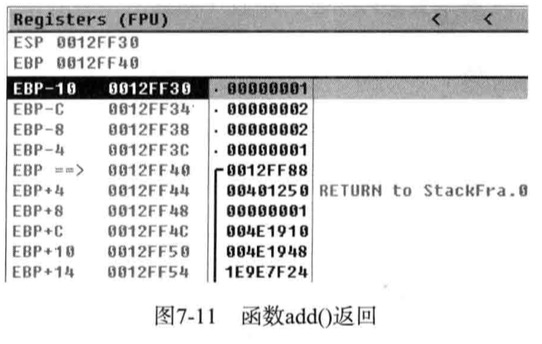 Registers (FPU) < <
ESP 0012FF30
EBP 0012FF40
EBP-10 0012FF30 . 00000001
EBP-C 0012FF34 . 00000002
EBP-8 0012FF38 . 00000002
EBP-4 0012FF3C . 00000001
EBP ==> 0012FF40 0012FF88
EBP+4 0012FF44 00401250 RETURN to StackFra.0
EBP+8 0012FF48 00000001
EBP+C 0012FF4C 004E1910
EBP+10 0012FF50 004E1948
EBP+14 0012FF54 1E9E7F24
图7-11 函数add()返回